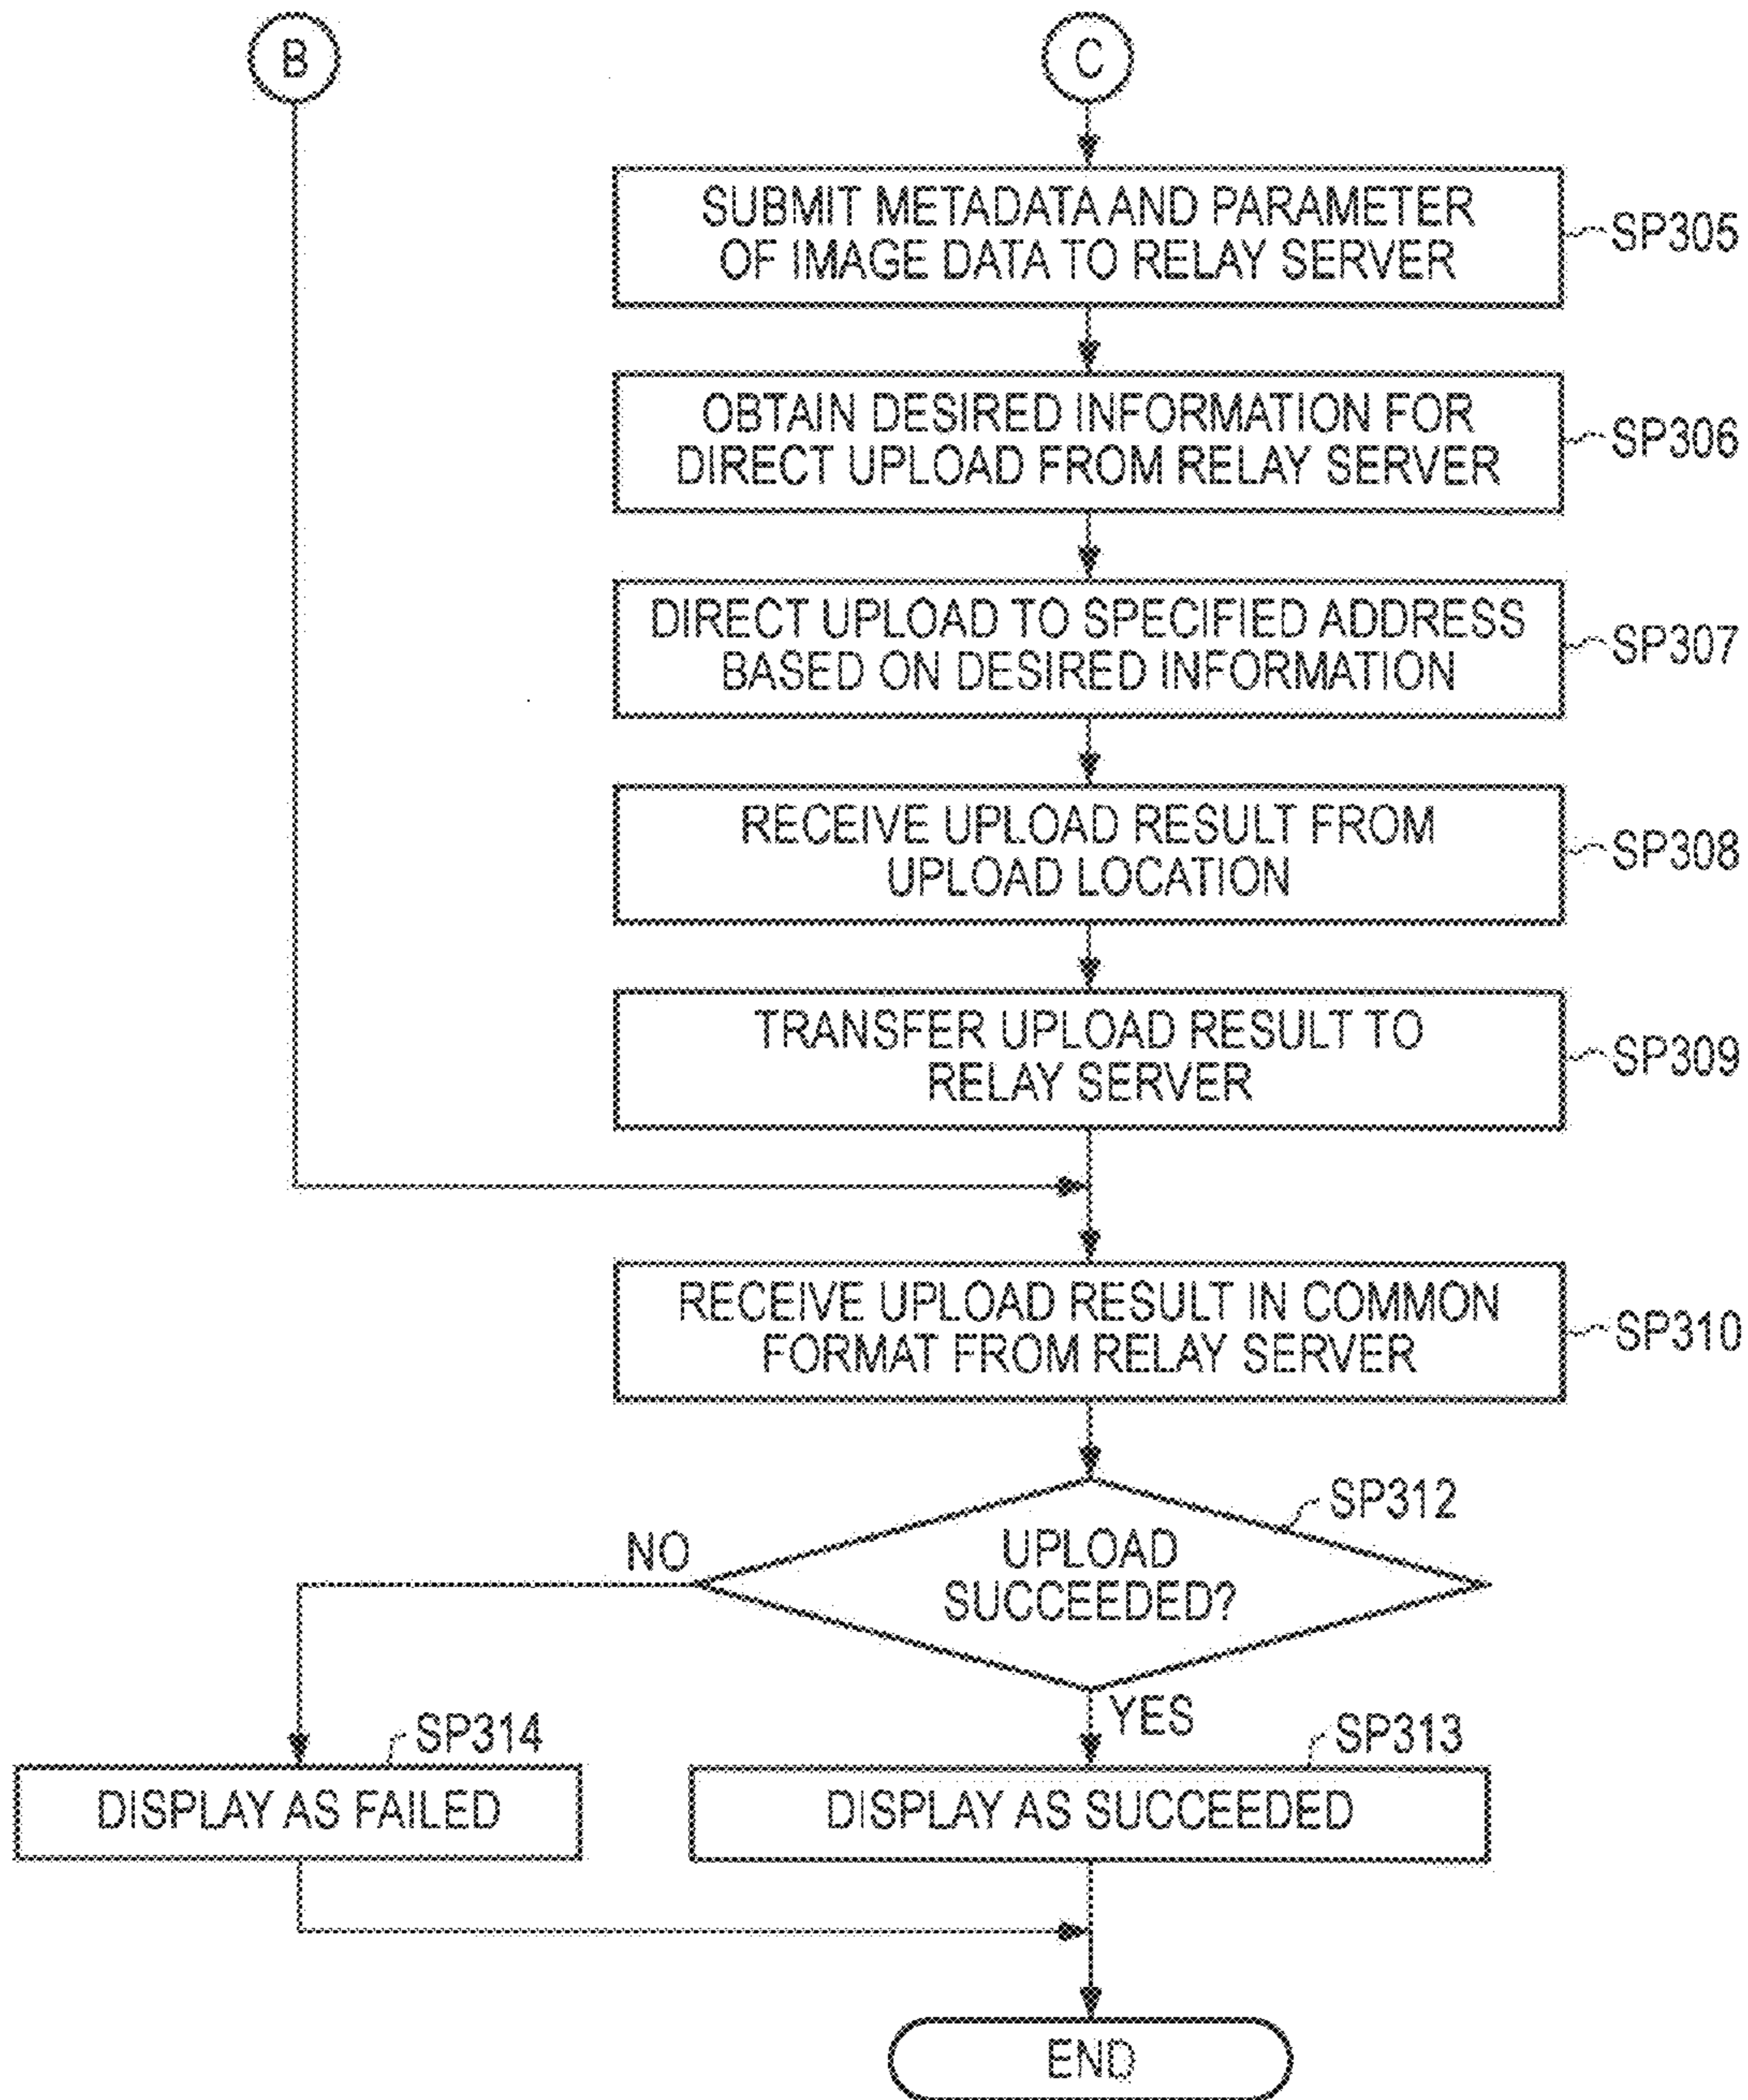 B
C
SUBMIT METADATA AND PARAMETER
OF IMAGE DATA TO RELAY SERVER
SP305
OBTAIN DESIRED INFORMATION FOR
DIRECT UPLOAD FROM RELAY SERVER
SP306
DIRECT UPLOAD TO SPECIFIED ADDRESS
BASED ON DESIRED INFORMATION
SP307
RECEIVE UPLOAD RESULT FROM
UPLOAD LOCATION
SP308
TRANSFER UPLOAD RESULT TO
RELAY SERVER
SP309
RECEIVE UPLOAD RESULT IN COMMON
FORMAT FROM RELAY SERVER
SP310
SP312
UPLOAD
SUCCEEDED?
NO
YES
SP314
DISPLAY AS FAILED
SP313
DISPLAY AS SUCCEEDED
END